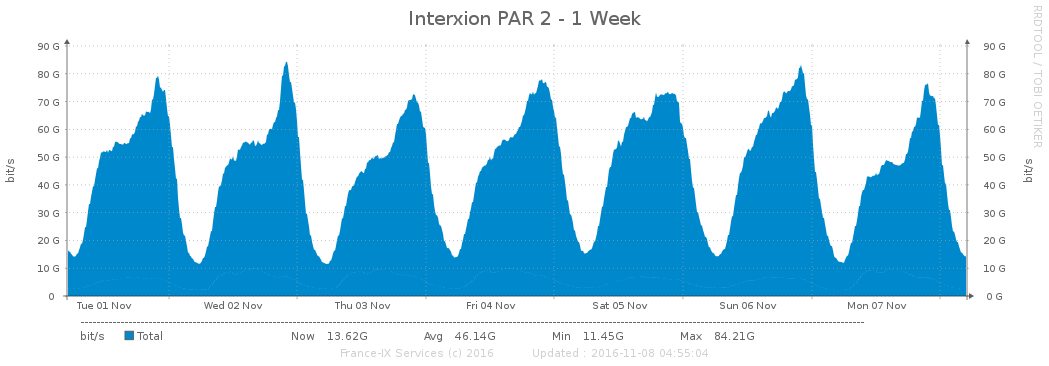 Interxion PAR 2 - 1 Week
RRDTOOL / TOBI OETIKER
bit/s
90 G 90 G
80 G 80 G
70 G 70 G
60 G 60 G
50 G 50 G
40 G 40 G
30 G 30 G
20 G 20 G
10 G 10 G
0 0 G
bit/s
Tue 01 Nov Wed 02 Nov Thu 03 Nov Fri 04 Nov Sat 05 Nov Sun 06 Nov Mon 07 Nov
bit/s Total Now 13.62G Avg 46.14G Min 11.45G Max 84.21G
France-IX Services (c) 2016 Updated : 2016-11-08 04:55:04